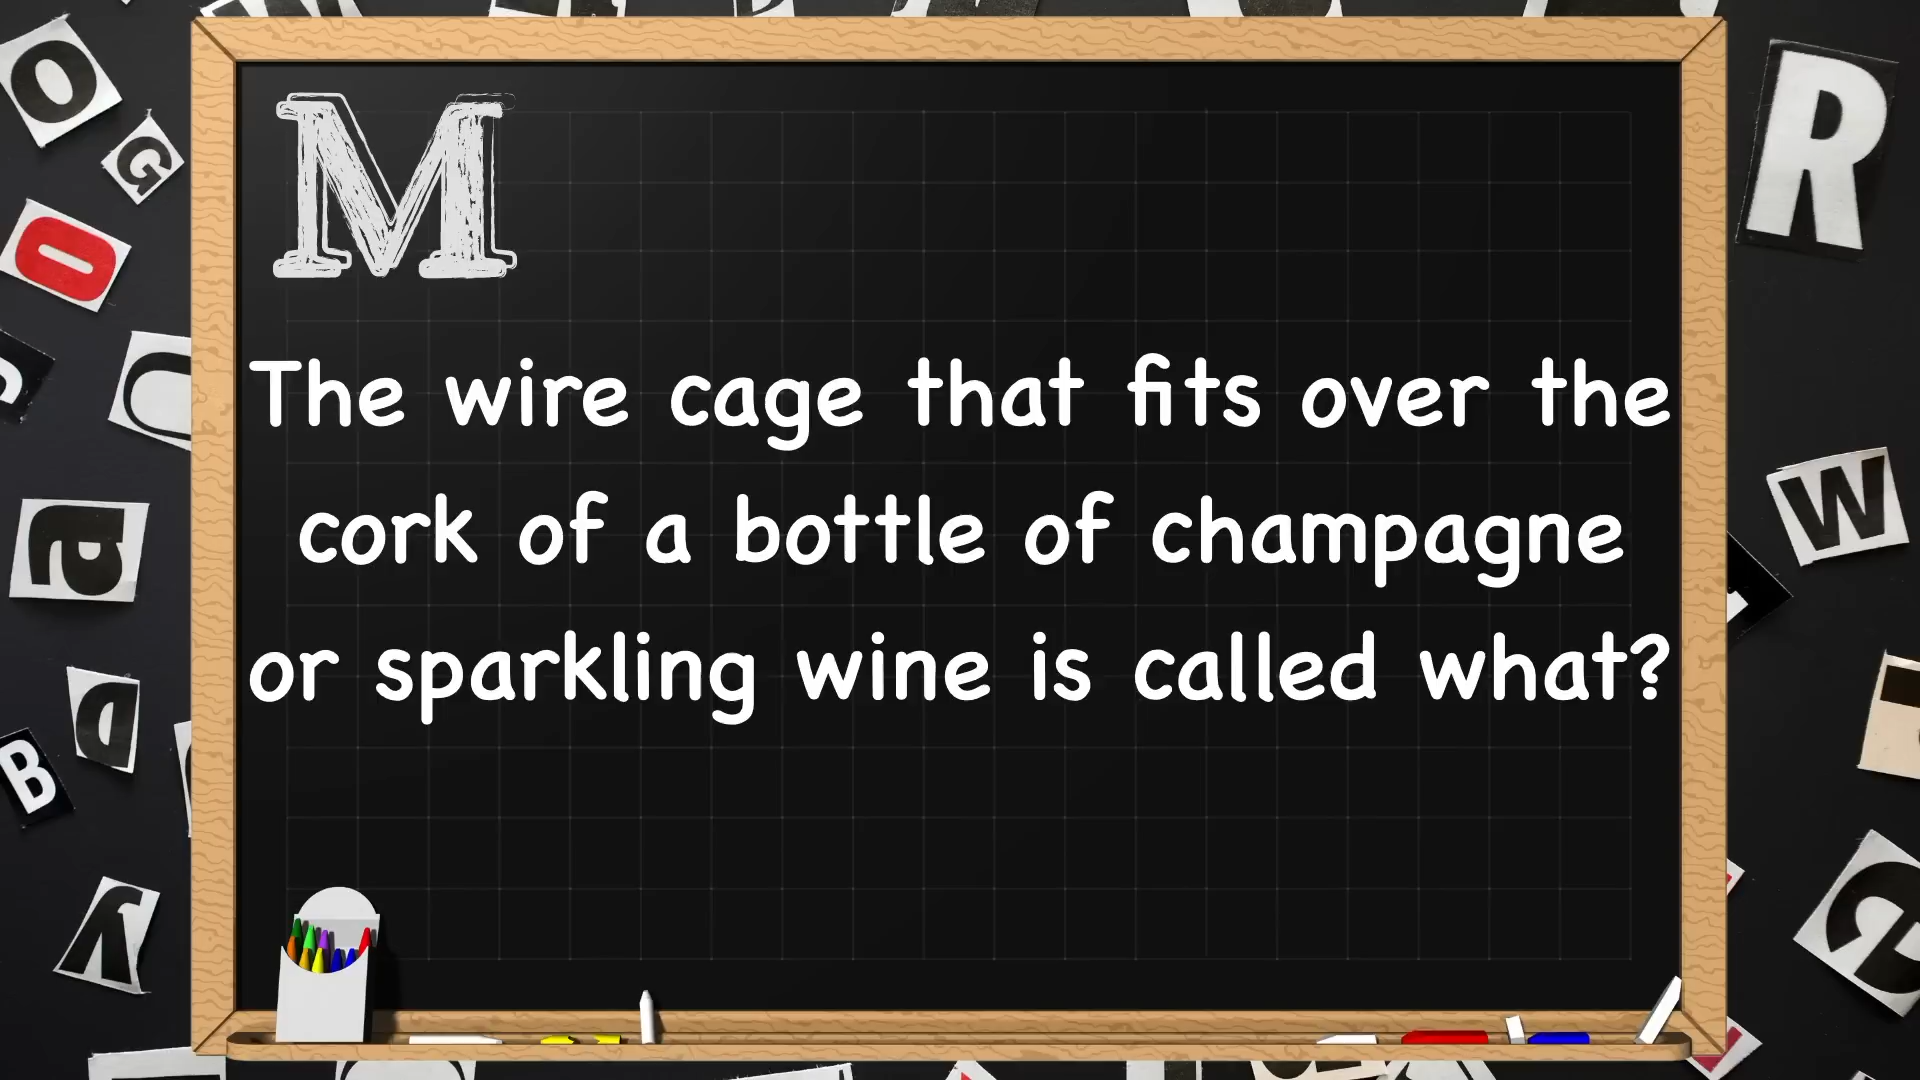 M
The wire cage that fits over the
cork of a bottle of champagne
or sparkling wine is called what?
O
G
O
a
D
B
y
R
W
e